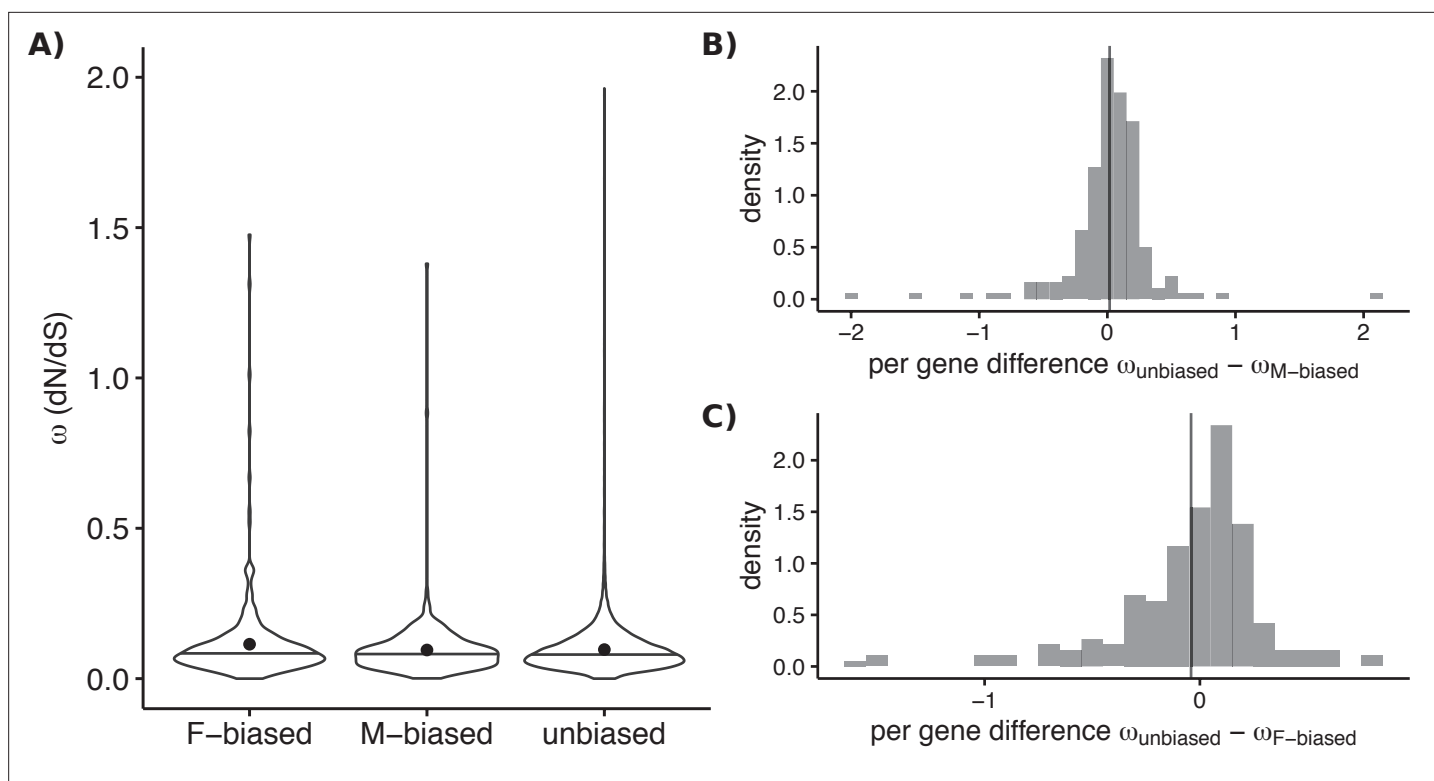 A)
2.0
1.5
1.0
0.5
0.0
ω (dN/dS)
F−biased M−biased unbiased
B)
2.0
1.5
1.0
0.5
0.0
density
−2 −1 0 1 2
per gene difference ωunbiased − ωM−biased
C)
2.0
1.5
1.0
0.5
0.0
density
−1 0
per gene difference ωunbiased − ωF−biased